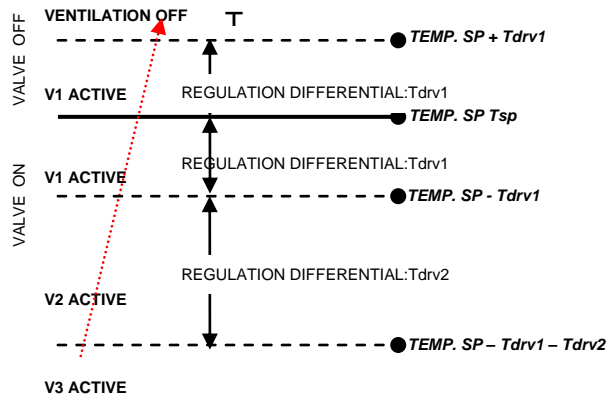 VENTILATION OFF T
TEMP. SP + Tdrv1
VALVE OFF
V1 ACTIVE REGULATION DIFFERENTIAL:Tdrv1
TEMP. SP Tsp
REGULATION DIFFERENTIAL:Tdrv1
V1 ACTIVE
TEMP. SP - Tdrv1
VALVE ON
REGULATION DIFFERENTIAL:Tdrv2
V2 ACTIVE
TEMP. SP – Tdrv1 – Tdrv2
V3 ACTIVE